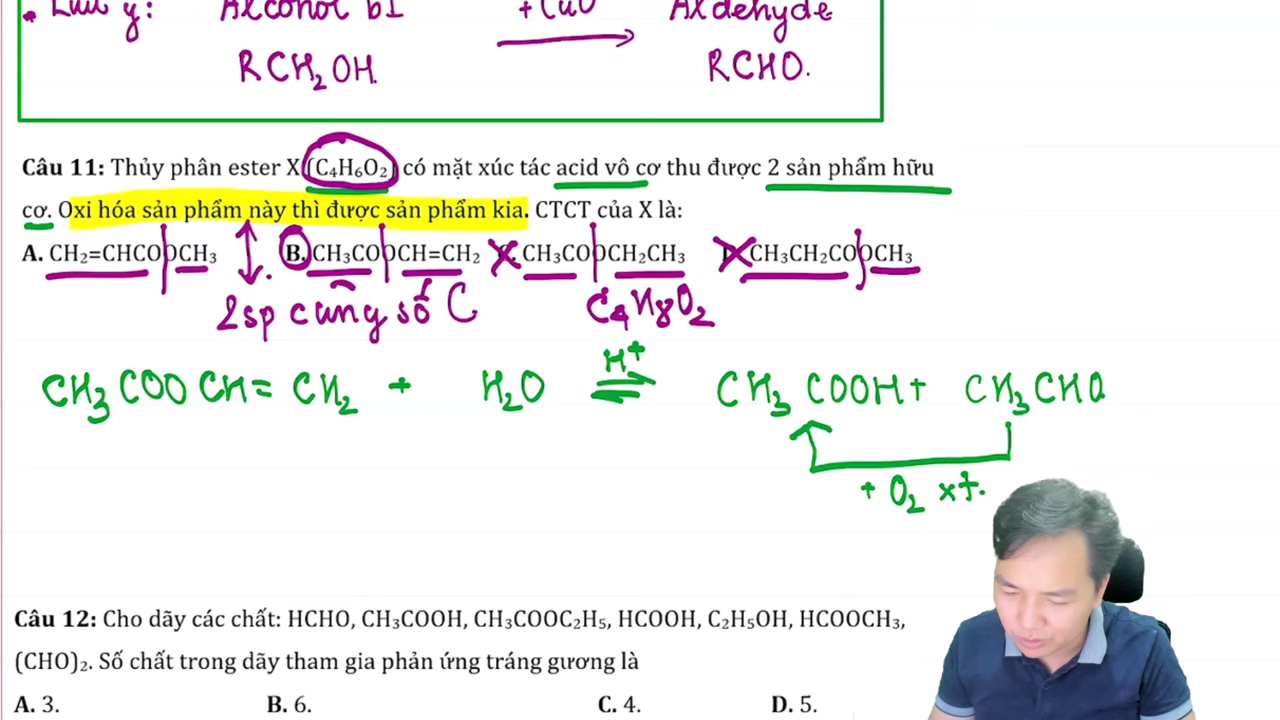 • Lưu ý: Alcohol bI + CuO Aldehyde
RCH₂OH RCHO.
Câu 11: Thủy phân ester X (C₄H₆O₂) có mặt xúc tác acid vô cơ thu được 2 sản phẩm hữu
cơ. Oxi hóa sản phẩm này thì được sản phẩm kia. CTCT của X là:
A. CH₂=CHCOOCH₃ B. CH₃COOCH=CH₂ C. CH₃COOCH₂CH₃ CH₃CH₂COOCH₃
2sp cùng số C C₄H₈O₂
CH₃COOCH=CH₂ + H₂O H⁺ CH₃COOH + CH₃CHO
+ O₂ xt.
Câu 12: Cho dãy các chất: HCHO, CH₃COOH, CH₃COOC₂H₅, HCOOH, C₂H₅OH, HCOOCH₃,
(CHO)₂. Số chất trong dãy tham gia phản ứng tráng gương là
A. 3. B. 6. C. 4. D. 5.